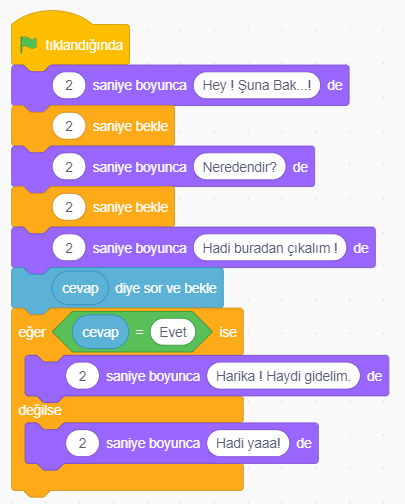 tıklandığında
2 saniye boyunca Hey ! Şuna Bak...! de
2 saniye bekle
2 saniye boyunca Neredendir? de
2 saniye bekle
2 saniye boyunca Hadi buradan çıkalım ! de
cevap diye sor ve bekle
eğer cevap = Evet ise
2 saniye boyunca Harika ! Haydi gidelim. de
değilse
2 saniye boyunca Hadi yaaa! de